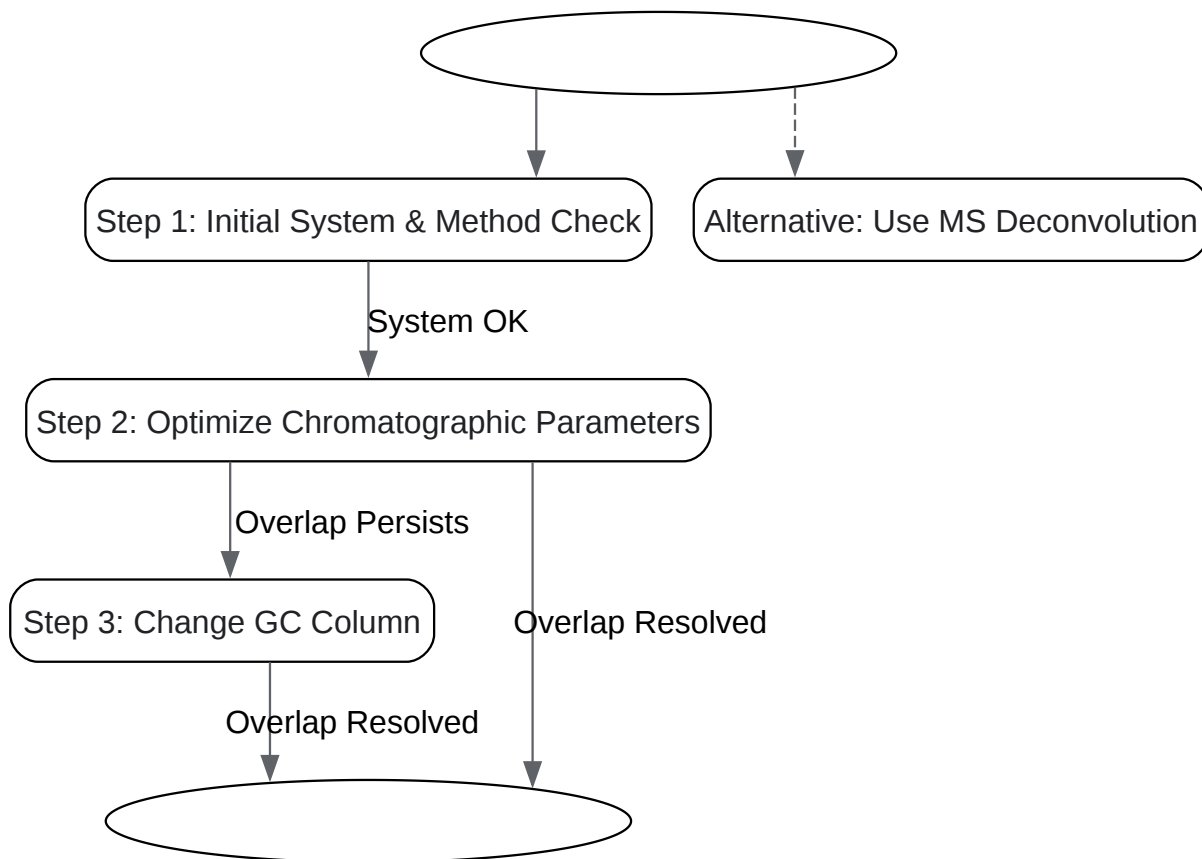 Step 1: Initial System & Method Check
Alternative: Use MS Deconvolution
System OK
Step 2: Optimize Chromatographic Parameters
Overlap Persists
Step 3: Change GC Column
Overlap Resolved
Overlap Resolved